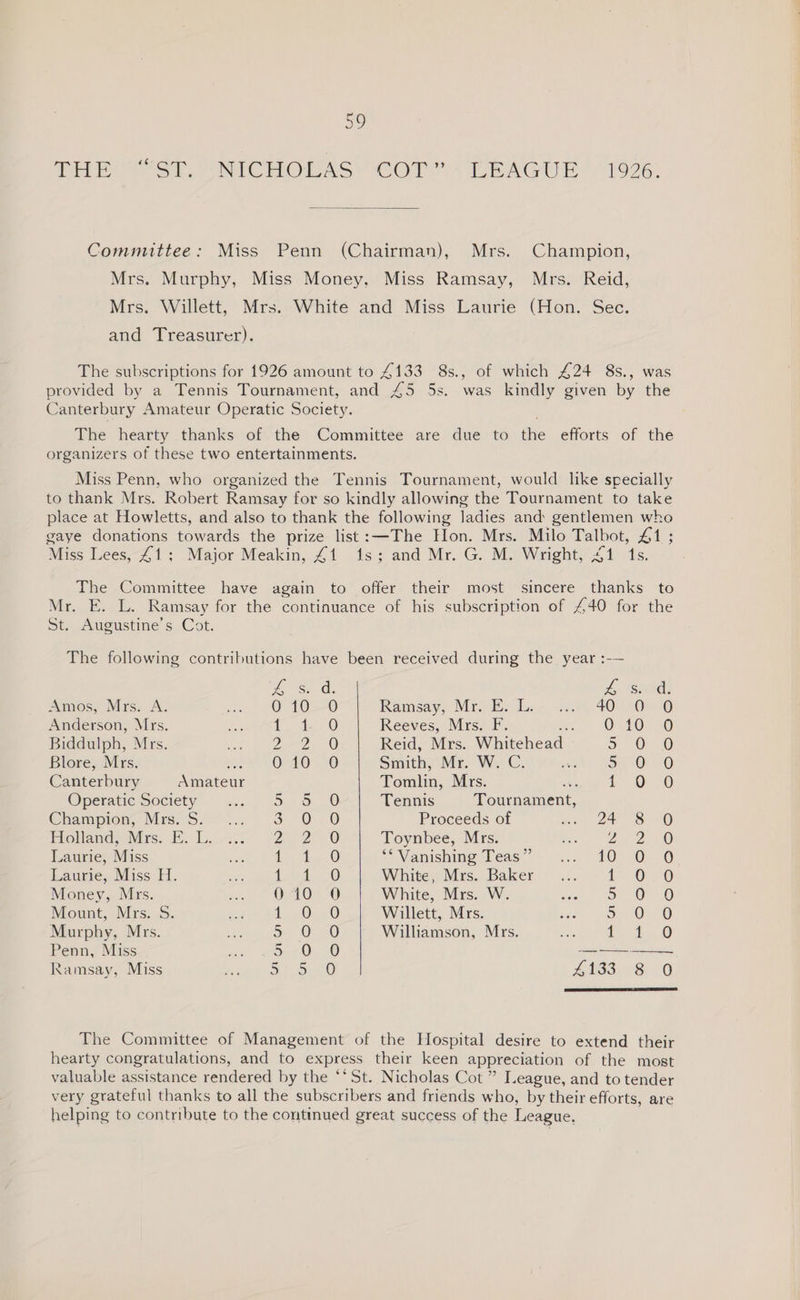 59
THE “ST. NICHOLAS COT” LEAGUE 1926.
Committee: Miss Penn (Chairman), Mrs. Champion,
Mrs. Murphy, Miss Money, Miss Ramsay, Mrs. Reid,
Mrs. Willett, Mrs. White and Miss Laurie (Hon. Sec.
and Treasurer).
The subscriptions for 1926 amount to £133 8s., of which £24 8s., was
provided by a Tennis Tournament, and £5 5s. was kindly given by the
Canterbury Amateur Operatic Society.
The hearty thanks of the Committee are due to the efforts of the
organizers of these two entertainments.
Miss Penn, who organized the Tennis Tournament, would like specially
to thank Mrs. Robert Ramsay for so kindly allowing the Tournament to take
place at Howletts, and also to thank the following ladies and gentlemen who
gave donations towards the prize list :—The Hon. Mrs. Milo Talbot, £1 ;
Miss Lees, £1 ; Major Meakin, £1 1s ; and Mr. G. M. Wright, £1 1s.
The Committee have again to offer their most sincere thanks to
Mr. E. L. Ramsay for the continuance of his subscription of £40 for the
St. Augustine's Cot.
The following contributions have been received during the year :—
£ s. d.
Amos, Mrs. A. ... 0 10 0
Anderson, Mrs. ... 1 1 0
Biddulph, Mrs. ... 2 2 0
Blore, Mrs. ... 0 10 0
Canterbury Amateur
Operatic Society ... 5 5 0
Champion, Mrs. S. ... 3 0 0
Holland, Mrs. E. L. ... 2 2 0
Laurie, Miss ... 1 1 0
Laurie, Miss H. ... 1 1 0
Money, Mrs. ... 0 10 0
Mount, Mrs. S. ... 1 0 0
Murphy, Mrs. ... 5 0 0
Penn, Miss ... 5 0 0
Ramsay, Miss ... 5 5 0
£ s. d.
Ramsay, Mr. E. L. ... 40 0 0
Reeves, Mrs. F. ... 0 10 0
Reid, Mrs. Whitehead 5 0 0
Smith, Mr. W. C. ... 5 0 0
Tomlin, Mrs. ... 1 0 0
Tennis Tournament,
Proceeds of ... 24 8 0
Toynbee, Mrs. ... 2 2 0
“Vanishing Teas” ... 10 0 0
White, Mrs. Baker ... 1 0 0
White, Mrs. W. ... 5 0 0
Willett, Mrs. ... 5 0 0
Williamson, Mrs. ... 1 1 0
£133 8 0
The Committee of Management of the Hospital desire to extend their
hearty congratulations, and to express their keen appreciation of the most
valuable assistance rendered by the “St. Nicholas Cot” League, and to tender
very grateful thanks to all the subscribers and friends who, by their efforts, are
helping to contribute to the continued great success of the League.